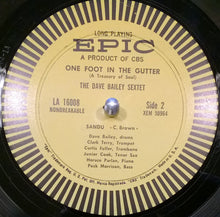 LONG PLAYING
EPIC
A PRODUCT OF CBS
ONE FOOT IN THE GUTTER
(A Treasury of Soul)
THE DAVE BAILEY SEXTET
LA 16008
NONBREAKABLE
Side 2
XEM 50964
SANDU -C. Brown-
Dave Bailey, drums
Clark Terry, Trumpet
Curtis Fuller, Trombone
Junior Cook, Tenor Sax
Horace Parlan, Piano
Peck Morrison, Bass